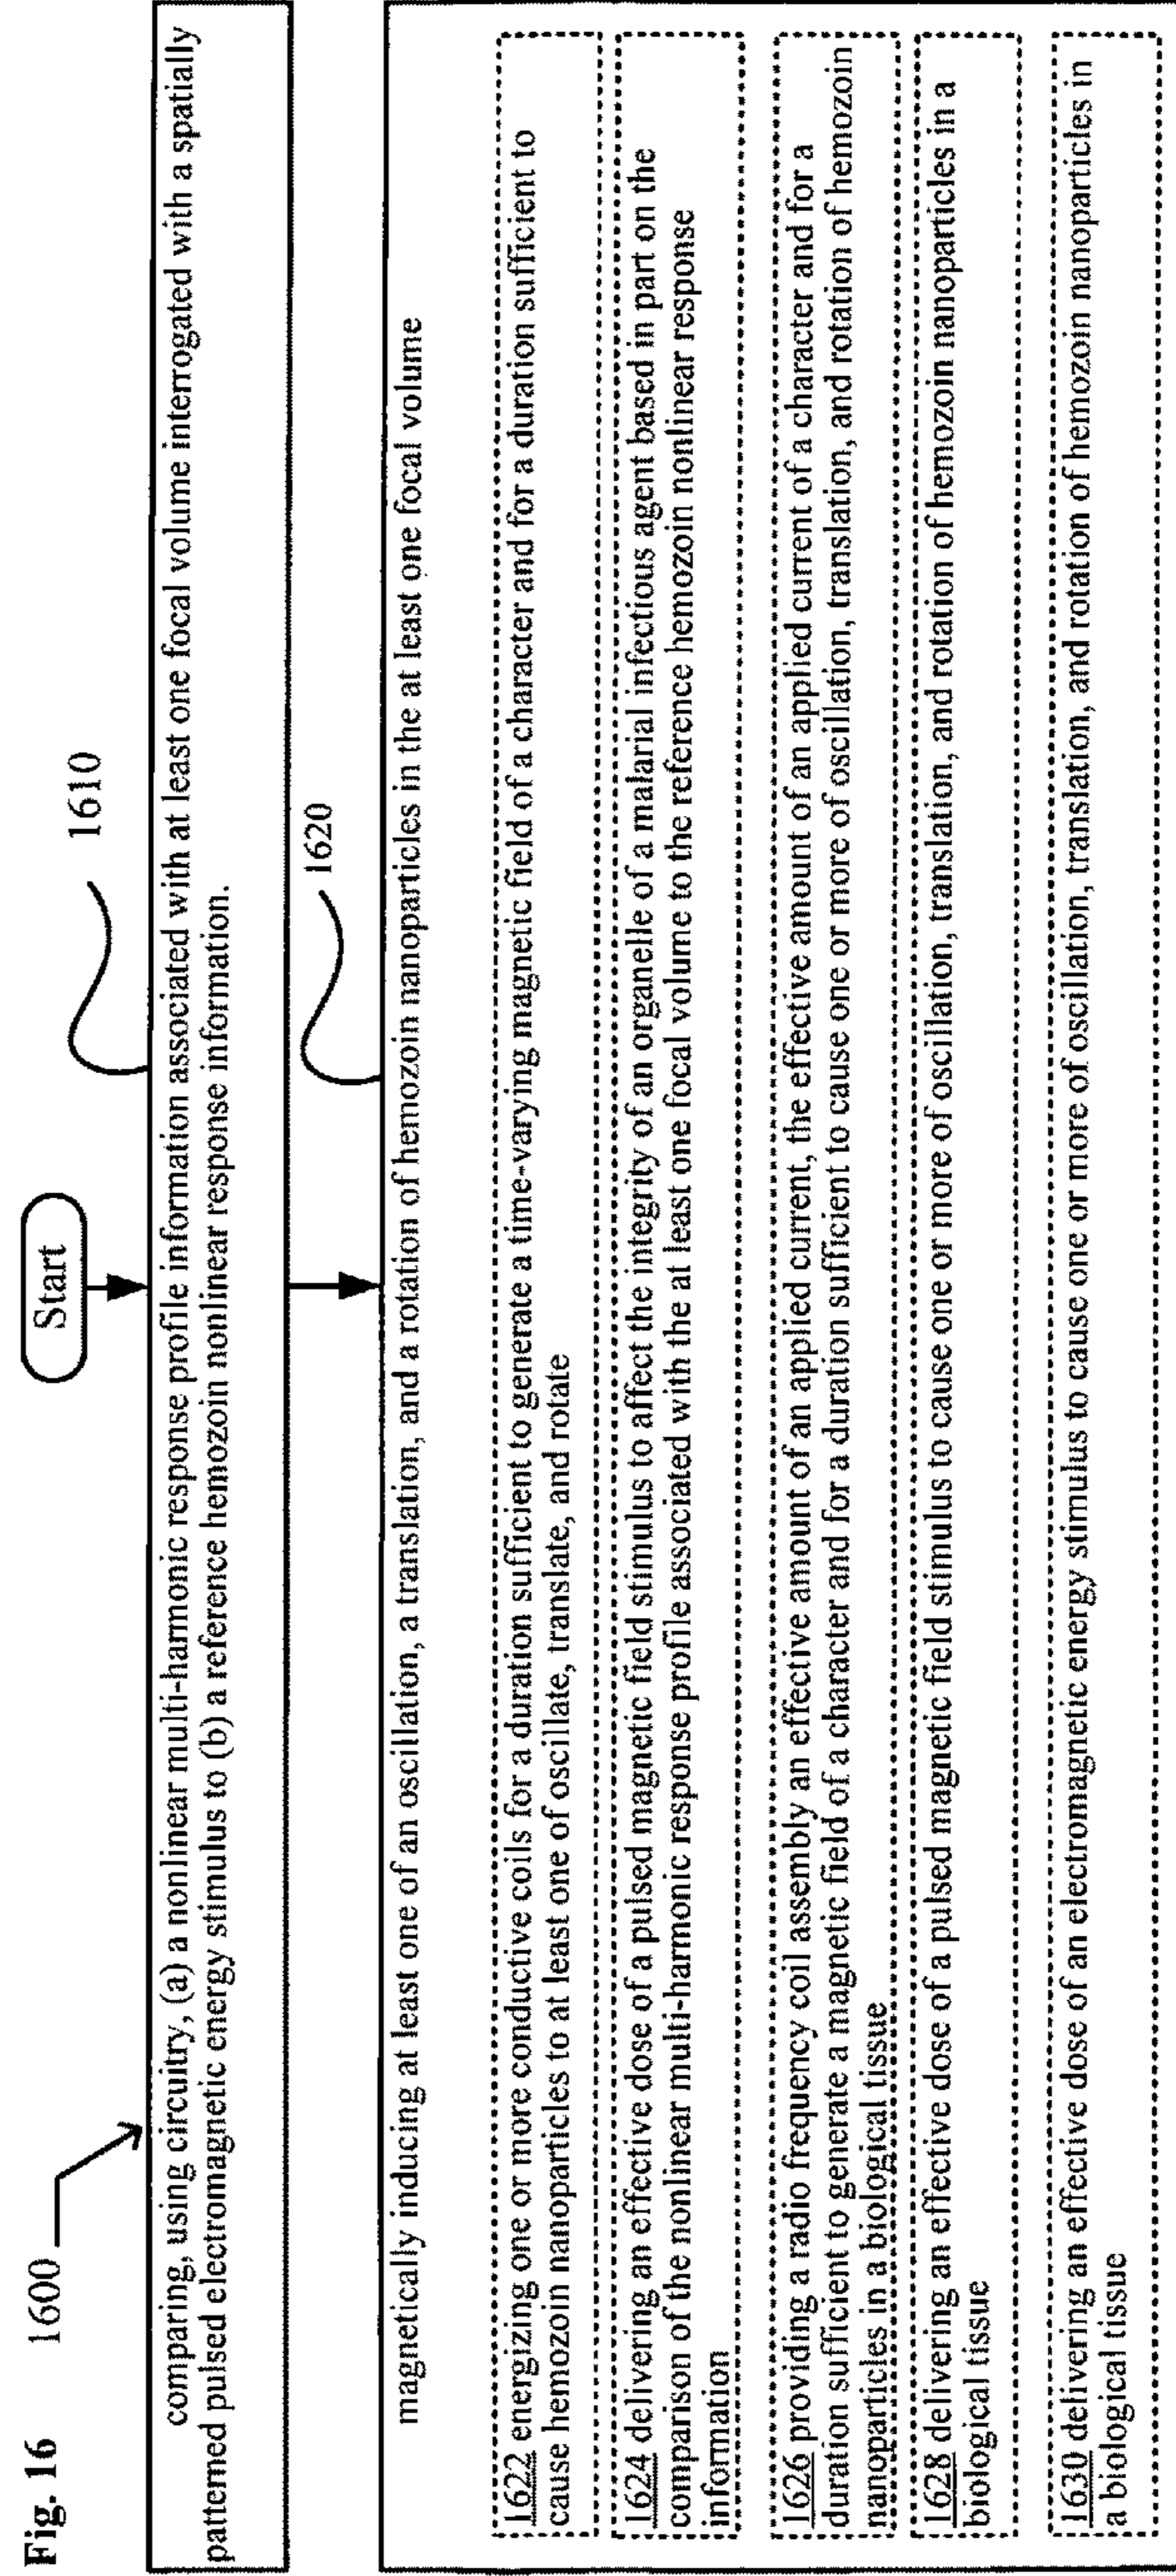 Fig. 16
1600
Start
1610
comparing, using circuitry, (a) a nonlinear multi-harmonic response profile information associated with at least one focal volume interrogated with a spatially
patterned pulsed electromagnetic energy stimulus to (b) a reference hemozoin nonlinear response information.
1620
magnetically inducing at least one of an oscillation, a translation, and a rotation of hemozoin nanoparticles in the at least one focal volume
1622 energizing one or more conductive coils for a duration sufficient to generate a time-varying magnetic field of a character and for a duration sufficient to
cause hemozoin nanoparticles to at least one of oscillate, translate, and rotate
1624 delivering an effective dose of a pulsed magnetic field stimulus to affect the integrity of an organelle of a malarial infectious agent based in part on the
comparison of the nonlinear multi-harmonic response profile associated with the at least one focal volume to the reference hemozoin nonlinear response
information
1626 providing a radio frequency coil assembly an effective amount of an applied current, the effective amount of an applied current of a character and for a
duration sufficient to generate a magnetic field of a character and for a duration sufficient to cause one or more of oscillation, translation, and rotation of hemozoin
nanoparticles in a biological tissue
1628 delivering an effective dose of a pulsed magnetic field stimulus to cause one or more of oscillation, translation, and rotation of hemozoin nanoparticles in a
biological tissue
1630 delivering an effective dose of an electromagnetic energy stimulus to cause one or more of oscillation, translation, and rotation of hemozoin nanoparticles in
a biological tissue